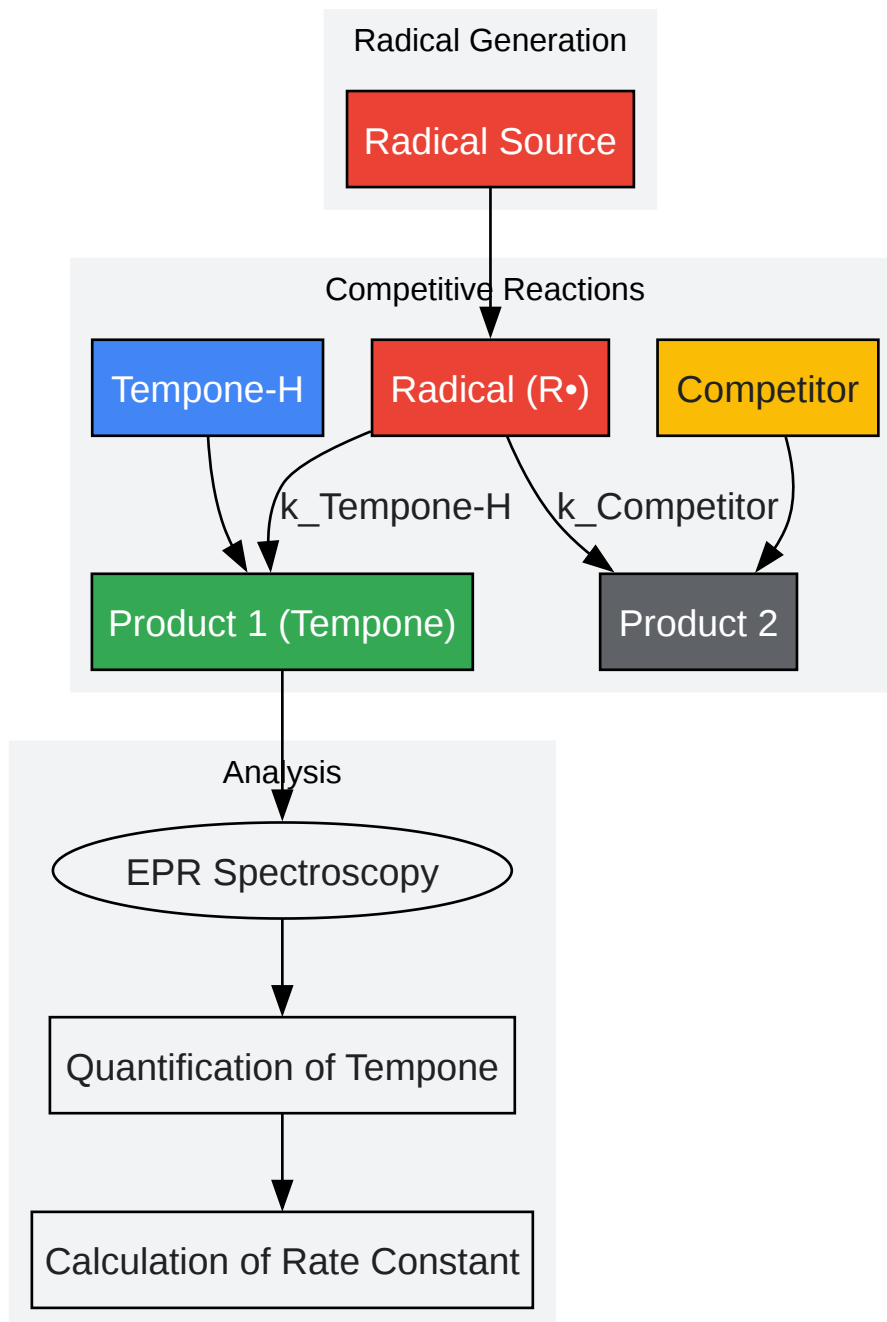 Radical Generation
Radical Source
Competitive Reactions
Tempone-H
Radical (R•)
Competitor
k_Tempone-H
k_Competitor
Product 1 (Tempone)
Product 2
Analysis
EPR Spectroscopy
Quantification of Tempone
Calculation of Rate Constant